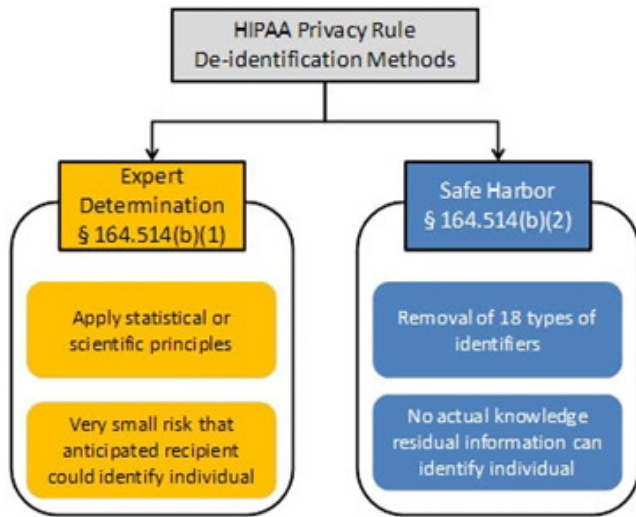 HIPAA Privacy Rule
De-identification Methods
Expert
Determination
§ 164.514(b)(1)
Apply statistical or
scientific principles
Very small risk that
anticipated recipient
could identify individual
Safe Harbor
§ 164.514(b)(2)
Removal of 18 types of
identifiers
No actual knowledge
residual information can
identify individual